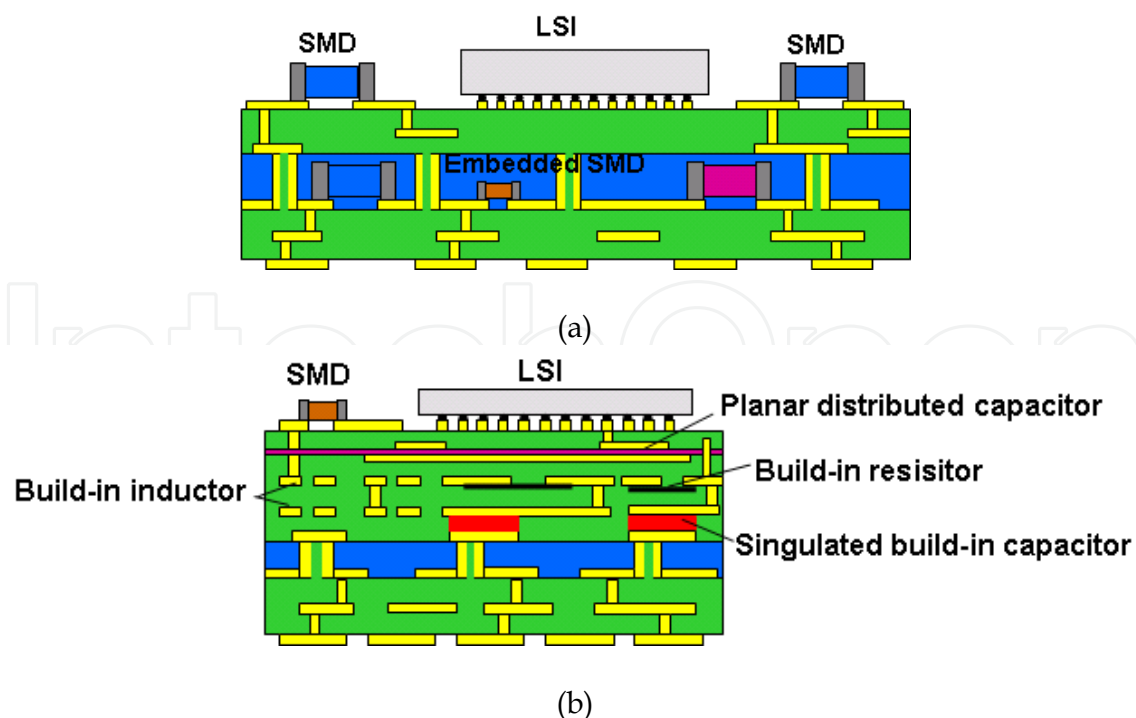 LSI
SMD
SMD
Embedded SMD
(a)
IntechOpen
SMD
LSI
Planar distributed capacitor
Build-in resisitor
Build-in inductor
Singulated build-in capacitor
(b)